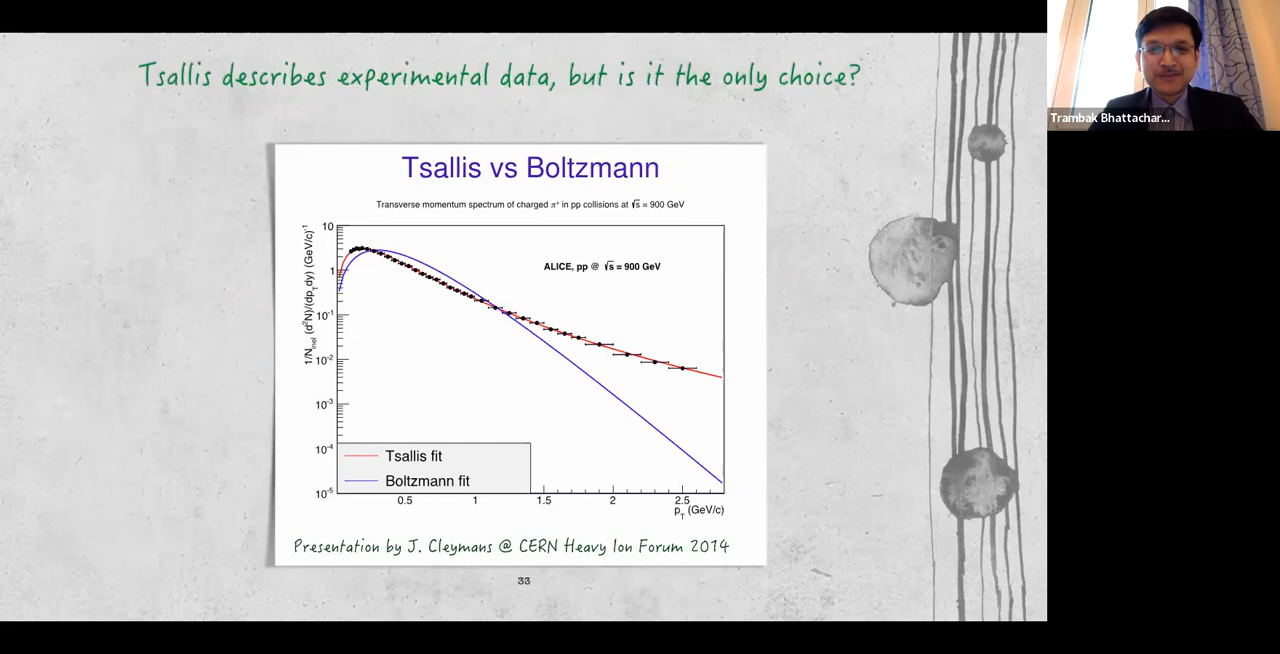 Tsallis describes experimental data, but is it the only choice?
Trambak Bhattachar...
Tsallis vs Boltzmann
Transverse momentum spectrum of charged π⁺ in pp collisions at √s = 900 GeV
1/N_inel (d²N)/(dp_Tdy) (GeV/c)⁻¹
10
1
10⁻¹
10⁻²
10⁻³
10⁻⁴
10⁻⁵
ALICE, pp @ √s = 900 GeV
Tsallis fit
Boltzmann fit
0.5 1 1.5 2 2.5
p_T (GeV/c)
Presentation by J. Cleymans @ CERN Heavy Ion Forum 2014
33